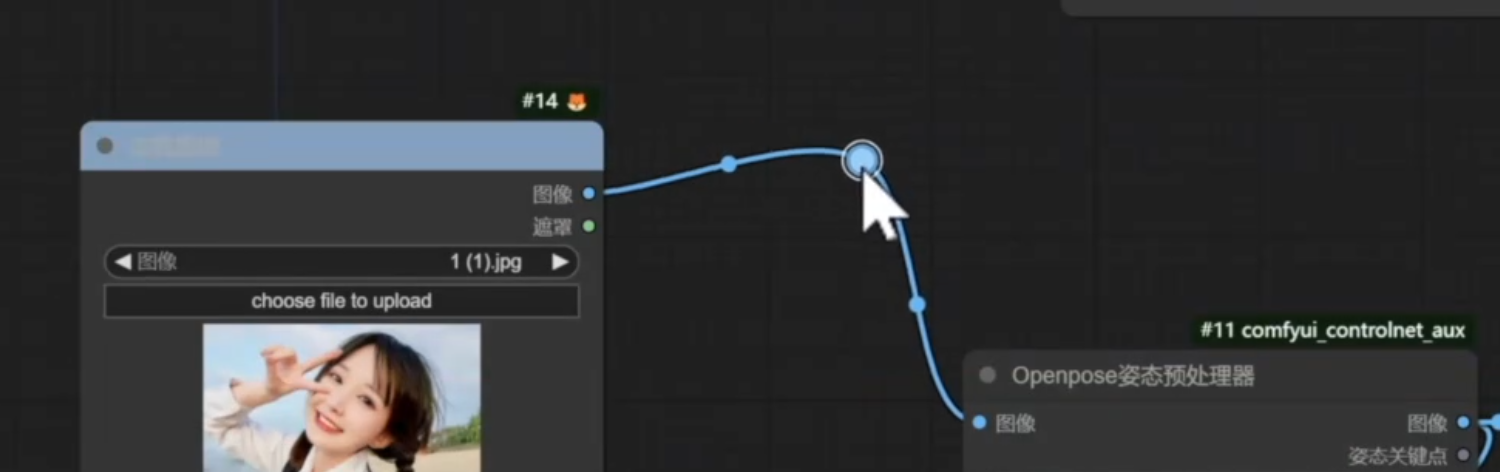 #14
图像
遮罩
图像 1 (1).jpg
choose file to upload
#11 comfyui_controlnet_aux
Openpose姿态预处理器
图像 图像
姿态关键点